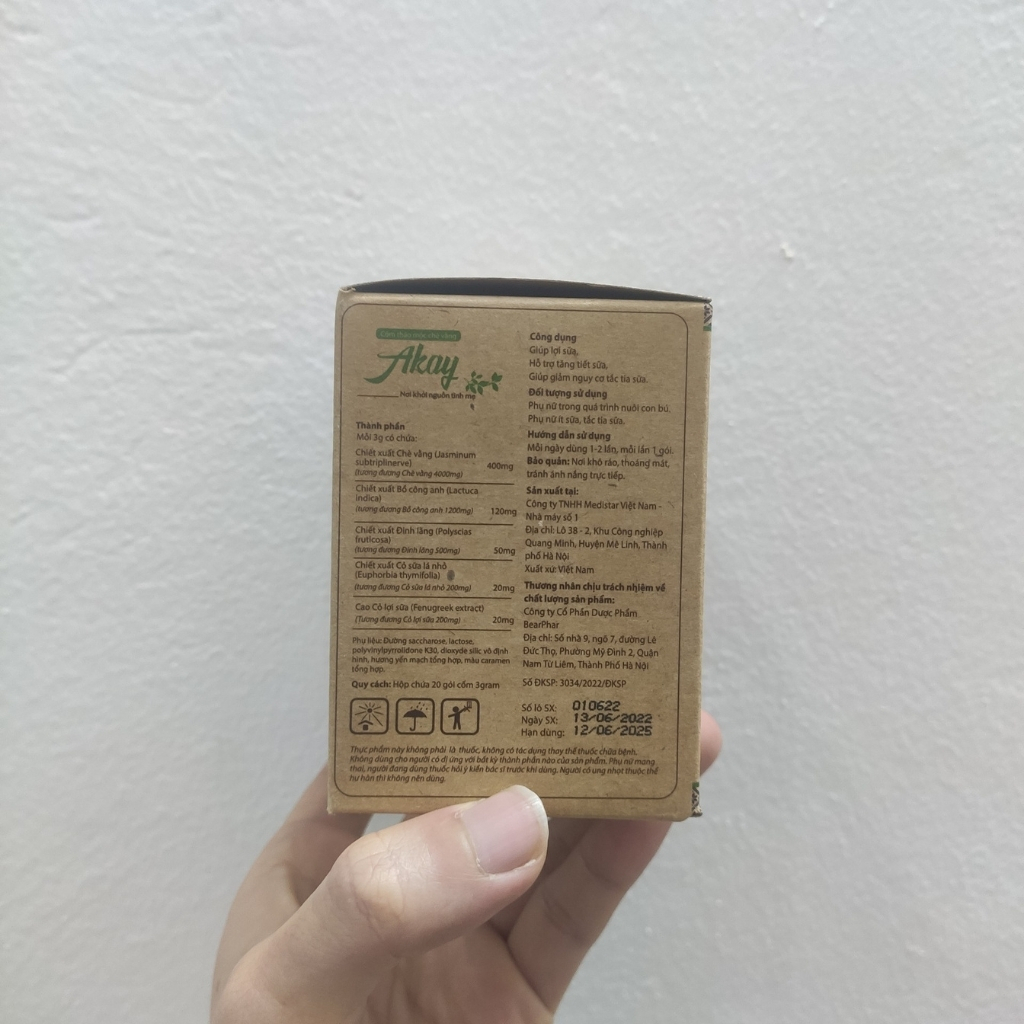 Cốm thảo mộc chè vằng
Akay
Nơi khởi nguồn tình mẹ
Thành phần
Mỗi 3g có chứa:
Chiết xuất Chè vằng (Jasminum
subtriplinerve) 400mg
(tương đương Chè vằng 4000mg)
Chiết xuất Bồ công anh (Lactuca
indica)
(tương đương Bồ công anh 1200mg) 120mg
Chiết xuất Đinh lăng (Polyscias
fruticosa)
(tương đương Đinh lăng 500mg) 50mg
Chiết xuất Cỏ sữa lá nhỏ
(Euphorbia thymifolia)
(tương đương Cỏ sữa lá nhỏ 200mg) 20mg
Cao Cỏ lợi sữa (Fenugreek extract)
(Tương đương Cỏ lợi sữa 200mg) 20mg
Phụ liệu: Đường saccharose, lactose,
polyvinylpyrrolidone K30, dioxyde silic vô định
hình, hương yến mạch tổng hợp, màu caramen
tổng hợp.
Quy cách: Hộp chứa 20 gói cốm 3gram
Công dụng
Giúp lợi sữa,
Hỗ trợ tăng tiết sữa,
Giúp giảm nguy cơ tắc tia sữa.
Đối tượng sử dụng
Phụ nữ trong quá trình nuôi con bú.
Phụ nữ ít sữa, tắc tia sữa.
Hướng dẫn sử dụng
Mỗi ngày dùng 1-2 lần, mỗi lần 1 gói.
Bảo quản: Nơi khô ráo, thoáng mát,
tránh ánh nắng trực tiếp.
Sản xuất tại:
Công ty TNHH Medistar Việt Nam -
Nhà máy số 1
Địa chỉ: Lô 38 - 2, Khu Công nghiệp
Quang Minh, Huyện Mê Linh, Thành
phố Hà Nội
Xuất xứ: Việt Nam
Thương nhân chịu trách nhiệm về
chất lượng sản phẩm:
Công ty Cổ Phần Dược Phẩm
BearPhar
Địa chỉ: Số nhà 9, ngõ 7, đường Lê
Đức Thọ, Phường Mỹ Đình 2, Quận
Nam Từ Liêm, Thành Phố Hà Nội
Số ĐKSP: 3034/2022/ĐKSP
Số lô SX: 010622
Ngày SX: 13/06/2022
Hạn dùng: 12/06/2025
Thực phẩm này không phải là thuốc, không có tác dụng thay thế thuốc chữa bệnh.
Không dùng cho người có dị ứng với bất kỳ thành phần nào của sản phẩm. Phụ nữ mang
thai, người đang dùng thuốc hỏi ý kiến bác sĩ trước khi dùng. Người có ung nhọt thuộc thể
hư hàn thì không nên dùng.